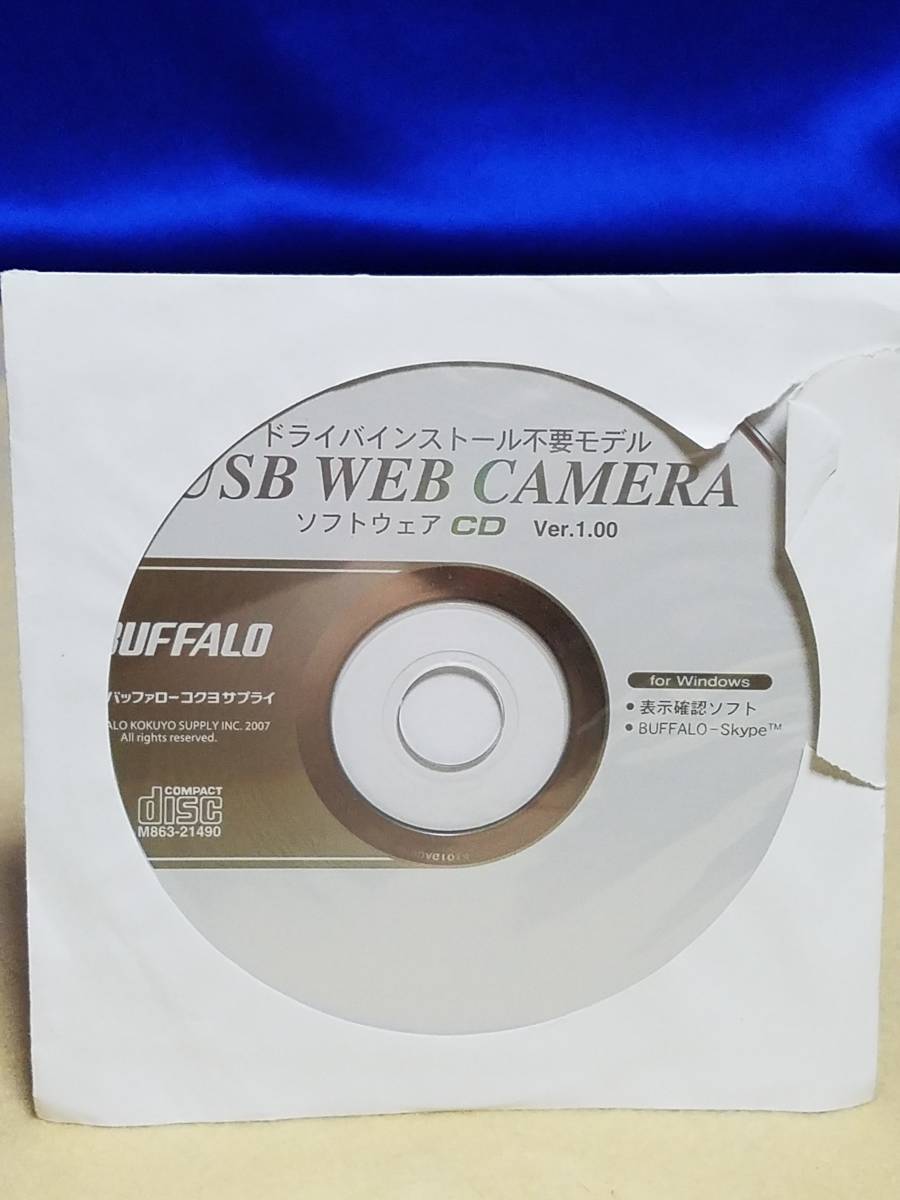 ドライバインストール不要モデル
USB WEB CAMERA
ソフトウェア CD Ver.1.00
BUFFALO
バッファローコクヨサプライ
ALO KOKUYO SUPPLY INC. 2007
All rights reserved.
for Windows
• 表示確認ソフト
• BUFFALO-Skype™
COMPACT
disc
M863-21490